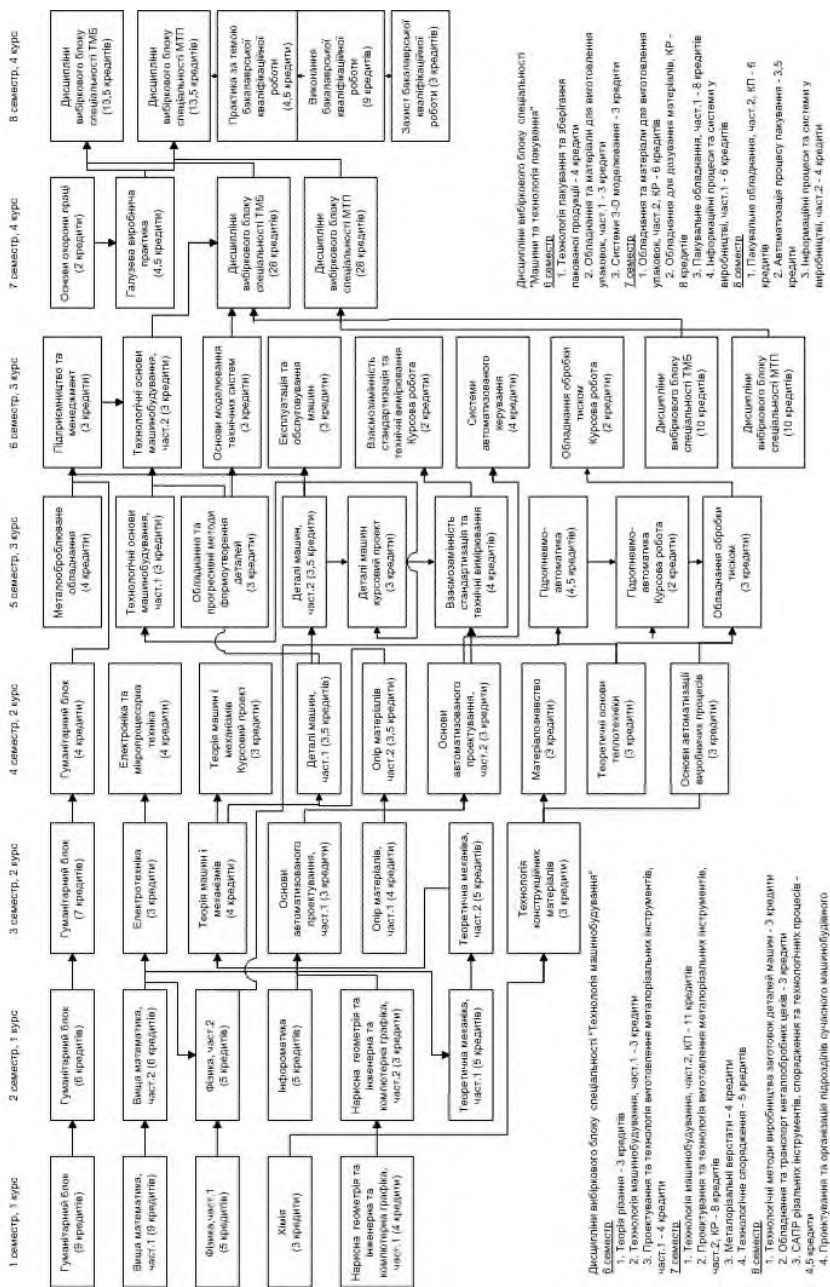 1 семестр, 1 курс
Гуманітарний блок
(9 кредитів)
Вища математика,
част.1 (9 кредитів)
Фізика,част.1
(5 кредитів)
Хімія
(3 кредити)
Нарисна геометрія та
інженерна та
комп'ютерна графіка,
част.1 (4 кредити)
2 семестр, 1 курс
Гуманітарний блок
(6 кредитів)
Вища математика,
част.2 (6 кредитів)
Фізика, част.2
(5 кредитів)
Інформатика
(5 кредитів)
Нарисна геометрія та
інженерна та
комп'ютерна графіка,
част.2 (3 кредити)
Теоретична механіка,
част.1 (5 кредитів)
3 семестр, 2 курс
Гуманітарний блок
(7 кредитів)
Електротехніка
(3 кредити)
Теорія машин і
механізмів
(4 кредити)
Основи
автоматизованого
проектування,
част.1 (3 кредити)
Опір матеріалів,
част.1 (4 кредити)
Теоретична механіка,
част.2 (5 кредитів)
Технологія
конструкційних
матеріалів
(3 кредити)
4 семестр, 2 курс
Гуманітарний блок
(4 кредити)
Електроніка та
мікропроцесорна
техніка
(4 кредити)
Теорія машин і
механізмів
Курсовий проект
(3 кредити)
Деталі машин,
част.1 (3,5 кредитів)
Опір матеріалів
част.2 (3,5 кредити)
Основи
автоматизованого
проектування,
част.2 (3 кредити)
Матеріалознавство
(3 кредити)
Теоретичні основи
теплотехніки
(3 кредити)
Основи автоматизації
виробничих процесів
(3 кредити)
5 семестр, 3 курс
Металооброблюване
обладнання
(4 кредити)
Технологічні основи
машинобудування,
част.1 (3 кредити)
Обладнання та
прогресивні методи
формоутворення
деталей
(3 кредити)
Деталі машин,
част.2 (3,5 кредити)
Деталі машин
курсовий проект
(3 кредити)
Взаємозамінність
стандартизація та
технічні вимірювання
(4 кредити)
Гідропневмо-
автоматика
(4,5 кредитів)
Гідропневмо-
автоматика
Курсова робота
(2 кредити)
Обладнання обробки
тиском
(3 кредити)
6 семестр, 3 курс
Підприємництво та
менеджмент
(3 кредити)
Технологічні основи
машинобудування,
част.2 (3 кредити)
Основи моделювання
технічних систем
(3 кредити)
Експлуатація та
обслуговування
машин
(3 кредити)
Взаємозамінність
стандартизація та
технічні вимірювання
Курсова робота
(2 кредити)
Системи
автоматизованого
керування
(4 кредити)
Обладнання обробки
тиском
Курсова робота
(2 кредити)
Дисципліни
вибіркового блоку
спеціальності ТМБ
(10 кредитів)
Дисципліни
вибіркового блоку
спеціальності МТП
(10 кредитів)
7 семестр, 4 курс
Основи охорони праці
(2 кредити)
Галузева виробнича
практика
(4,5 кредити)
Дисципліни
вибіркового блоку
спеціальності ТМБ
(28 кредитів)
Дисципліни
вибіркового блоку
спеціальності МТП
(28 кредитів)
8 семестр, 4 курс
Дисципліни
вибіркового блоку
спеціальності ТМБ
(13,5 кредитів)
Дисципліни
вибіркового блоку
спеціальності МТП
(13,5 кредитів)
Практика за темою
бакалаврської
кваліфікаційної
роботи
(4,5 кредити)
Виконання
бакалаврської
кваліфікаційної
роботи
(9 кредитів)
Захист бакалаврської
кваліфікаційної
роботи (3 кредити)
Дисципліни вибіркового блоку спеціальності "Технологія машинобудування"
6 семестр
1. Теорія різання - 3 кредитів
2. Технологія машинобудування, част.1 - 3 кредити
3. Проектування та технологія виготовлення металорізальних інструментів,
част.1 - 4 кредити
7 семестр
1. Технологія машинобудування, част.2, КП - 11 кредитів
2. Проектування та технологія виготовлення металорізальних інструментів,
част.2, КР - 8 кредитів
3. Металорізальні верстати - 4 кредити
4. Технологічне спорядження - 5 кредитів
8 семестр
1. Технологічні методи виробництва заготовок деталей машин - 3 кредити
2. Обладнання та транспорт металообробних цехів - 3 кредити
3. САПР різальних інструментів, спорядження та технологічних процесів -
4,5 кредити
4. Проектування та організація підрозділів сучасного машинобудівного
Дисципліни вибіркового блоку спеціальності
"Машини та технологія пакування"
6 семестр
1. Технологія пакування та зберігання
пакованої продукції - 4 кредити
2. Обладнання та матеріали для виготовлення
упаковок, част.1 - 3 кредити
3. Системи 3-D моделювання - 3 кредити
7 семестр
1. Обладнання та матеріали для виготовлення
упаковок, част.2, КР - 6 кредитів
2. Обладнання для дозування матеріалів, КР -
8 кредитів
3. Пакувальне обладнання, част.1 - 8 кредитів
4. Інформаційні процеси та системи у
виробництві, част.1 - 6 кредитів
8 семестр
1. Пакувальне обладнання, част.2, КП - 6
кредитів
2. Автоматизація процесу пакування - 3,5
кредити
3. Інформаційні процеси та системи у
виробництві, част.2 - 4 кредити